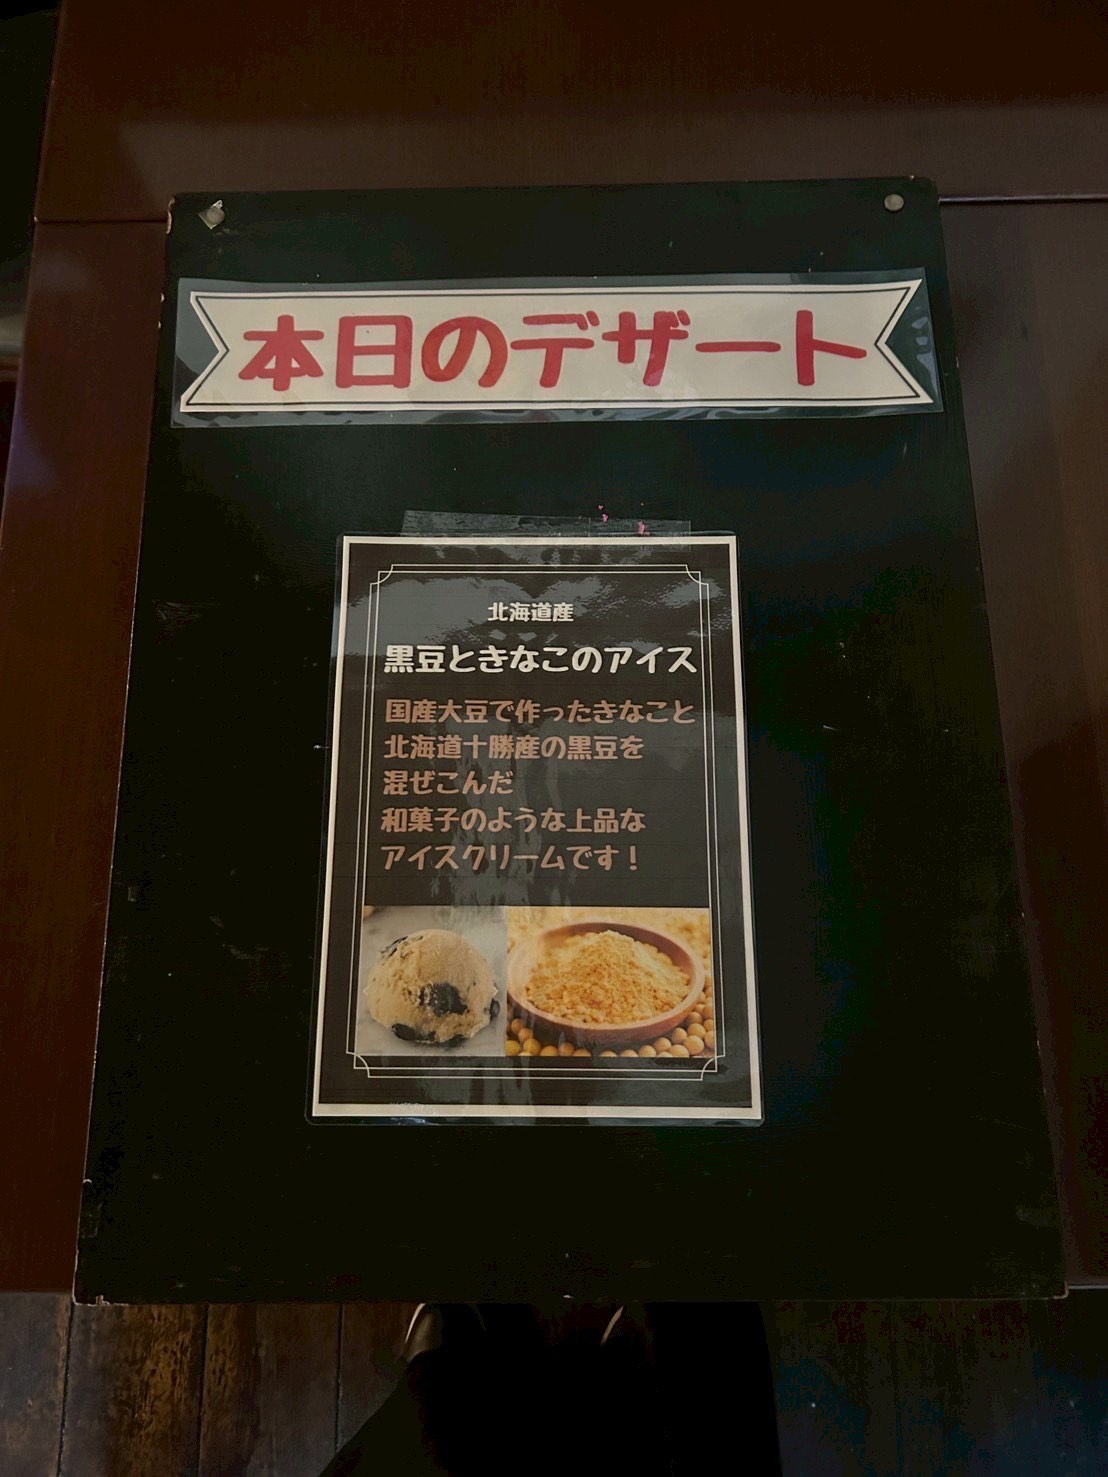 本日のデザート
北海道産
黒豆ときなこのアイス
国産大豆で作ったきなこと
北海道十勝産の黒豆を
混ぜこんだ
和菓子のような上品な
アイスクリームです！